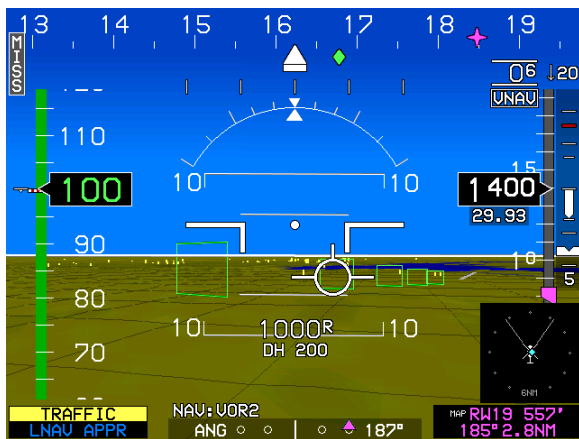 13 14 15 16 17 18 19
MISS
06 ↓20
VNAV
110
15
10 10
100
1400
29.93
90
10
80
5
10 1000R 10
DH 200
70
6NM
TRAFFIC
LNAV APPR
NAV:VOR2
ANG 187°
MAP RW19 557'
185° 2.8NM